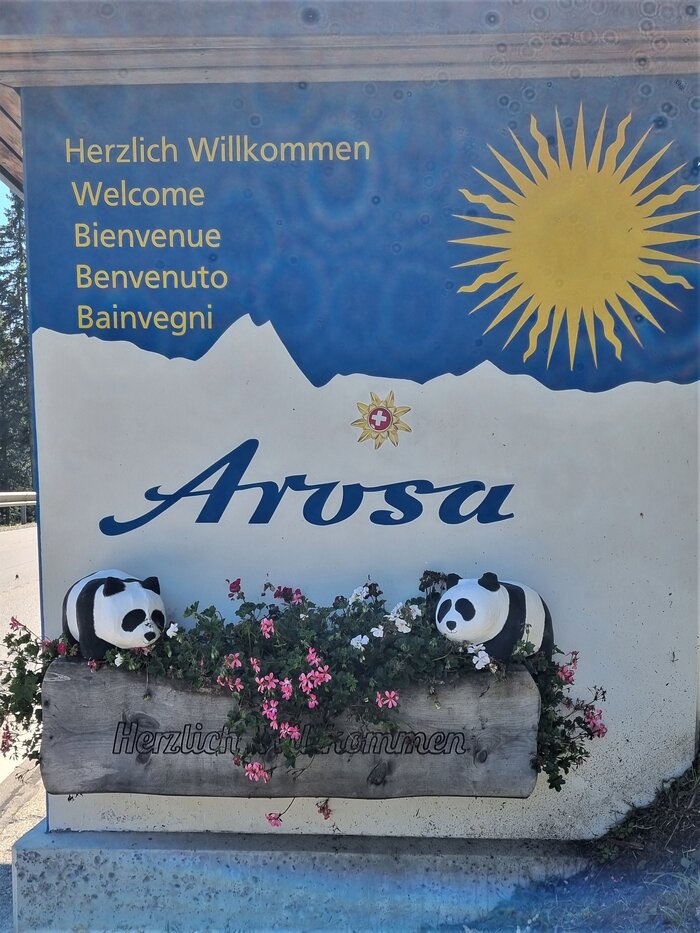 Herzlich Willkommen
Welcome
Bienvenue
Benvenuto
Bainvegni
Arosa
Herzlich Willkommen